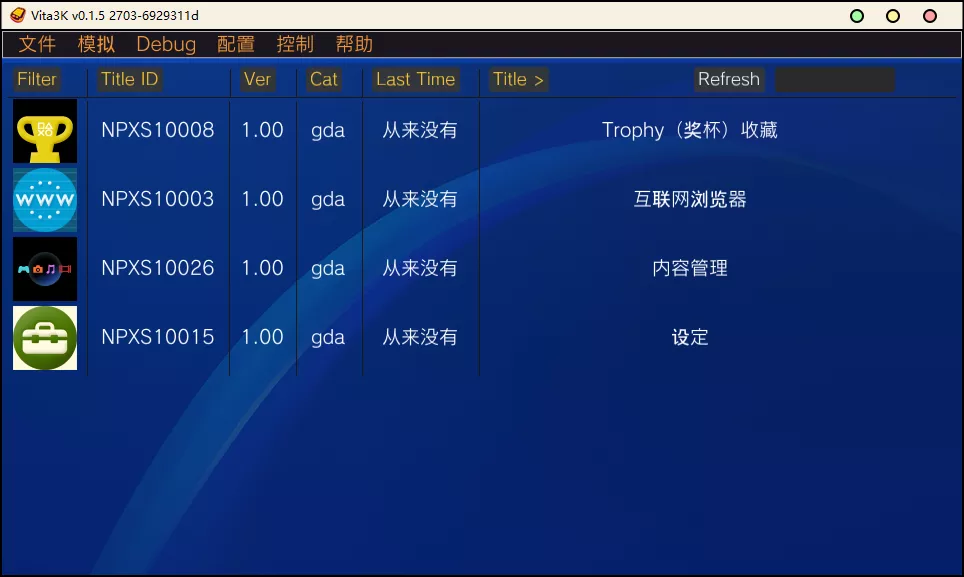 Vita3K v0.1.5 2703-6929311d
文件 模拟 Debug 配置 控制 帮助
Filter Title ID Ver Cat Last Time Title > Refresh
NPXS10008 1.00 gda 从来没有 Trophy（奖杯）收藏
WWW NPXS10003 1.00 gda 从来没有 互联网浏览器
NPXS10026 1.00 gda 从来没有 内容管理
NPXS10015 1.00 gda 从来没有 设定